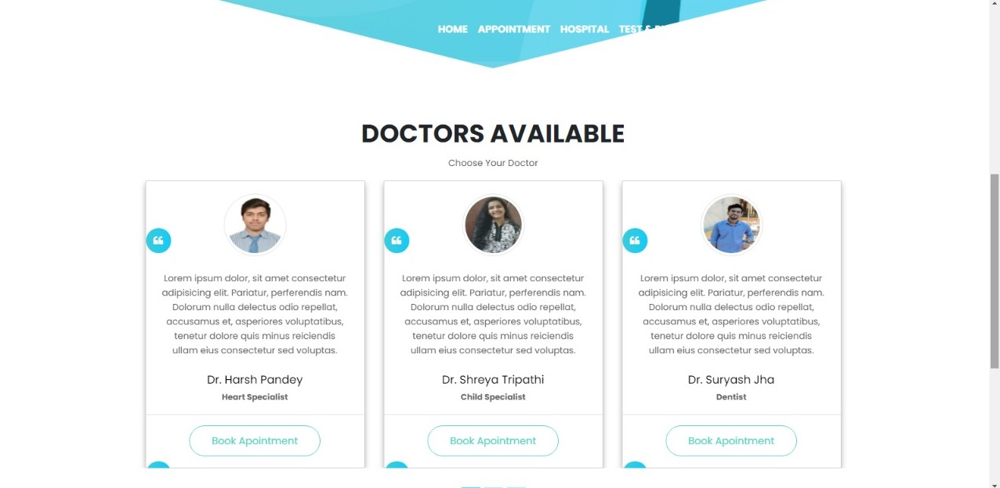 HOME APPOINTMENT HOSPITAL TEST &
DOCTORS AVAILABLE
Choose Your Doctor
Lorem ipsum dolor, sit amet consectetur
adipisicing elit. Pariatur, perferendis nam.
Dolorum nulla delectus odio repellat,
accusamus et, asperiores voluptatibus,
tenetur dolore quis minus reiciendis
ullam eius consectetur sed voluptas.
Dr. Harsh Pandey
Heart Specialist
Book Apointment
Lorem ipsum dolor, sit amet consectetur
adipisicing elit. Pariatur, perferendis nam.
Dolorum nulla delectus odio repellat,
accusamus et, asperiores voluptatibus,
tenetur dolore quis minus reiciendis
ullam eius consectetur sed voluptas.
Dr. Shreya Tripathi
Child Specialist
Book Apointment
Lorem ipsum dolor, sit amet consectetur
adipisicing elit. Pariatur, perferendis nam.
Dolorum nulla delectus odio repellat,
accusamus et, asperiores voluptatibus,
tenetur dolore quis minus reiciendis
ullam eius consectetur sed voluptas.
Dr. Suryash Jha
Dentist
Book Apointment